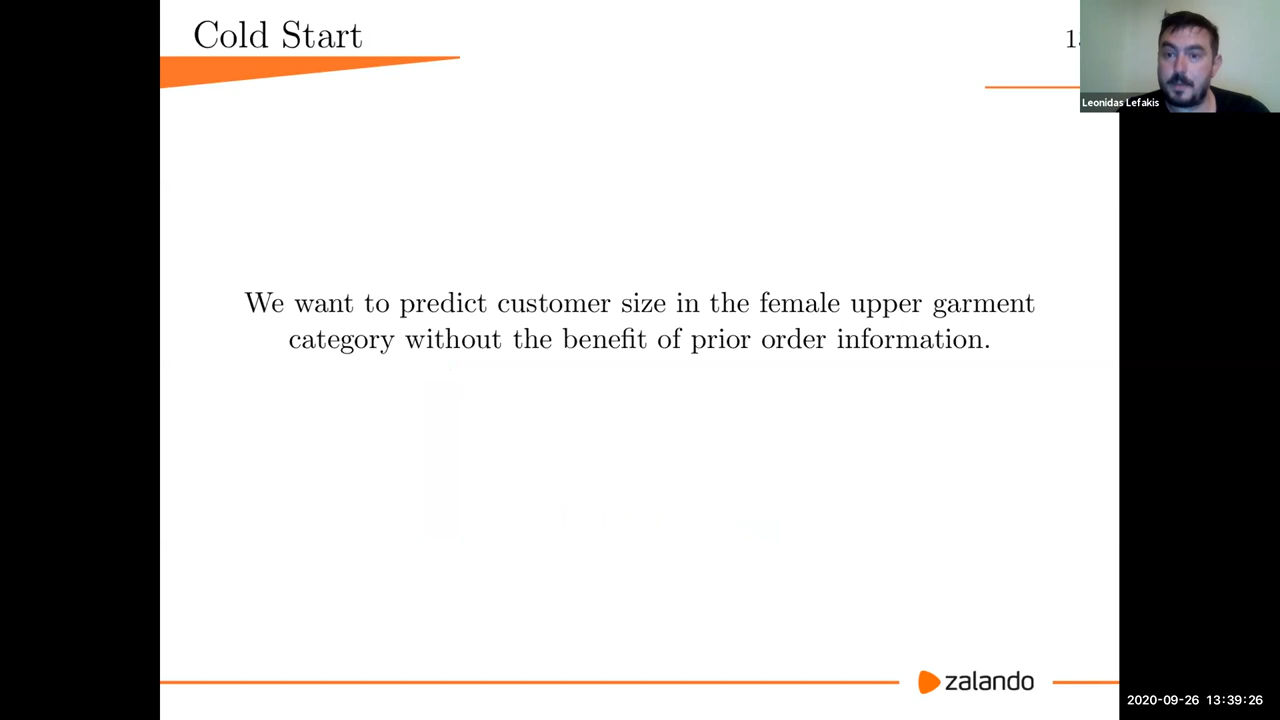 Cold Start
Leonidas Lefakis
We want to predict customer size in the female upper garment
category without the benefit of prior order information.
zalando
2020-09-26 13:39:26